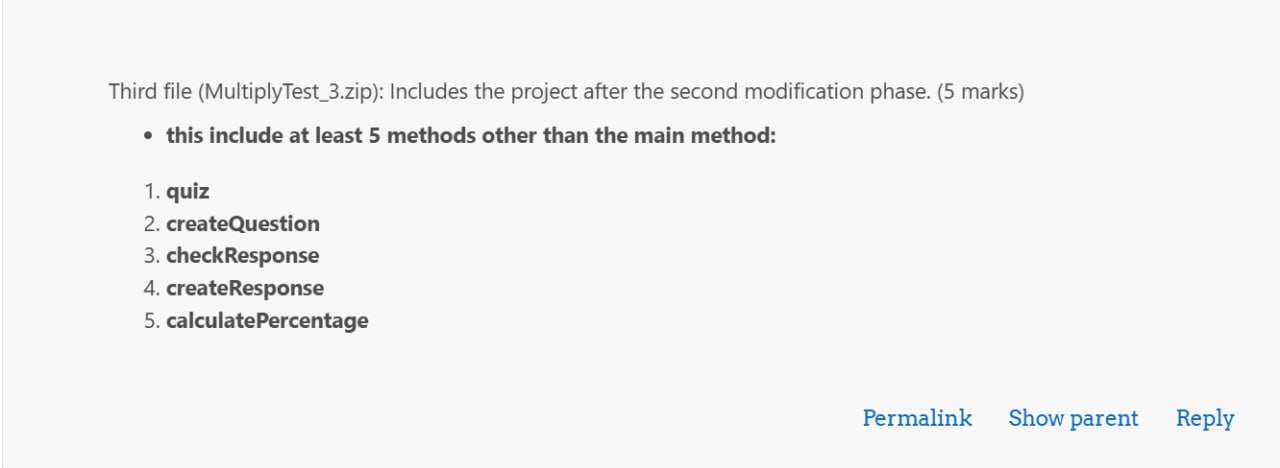 Third file (MultiplyTest_3.zip): Includes the project after the second modification phase. (5 marks)
• this include at least 5 methods other than the main method:
1. quiz
2. createQuestion
3. checkResponse
4. createResponse
5. calculatePercentage
Permalink Show parent Reply